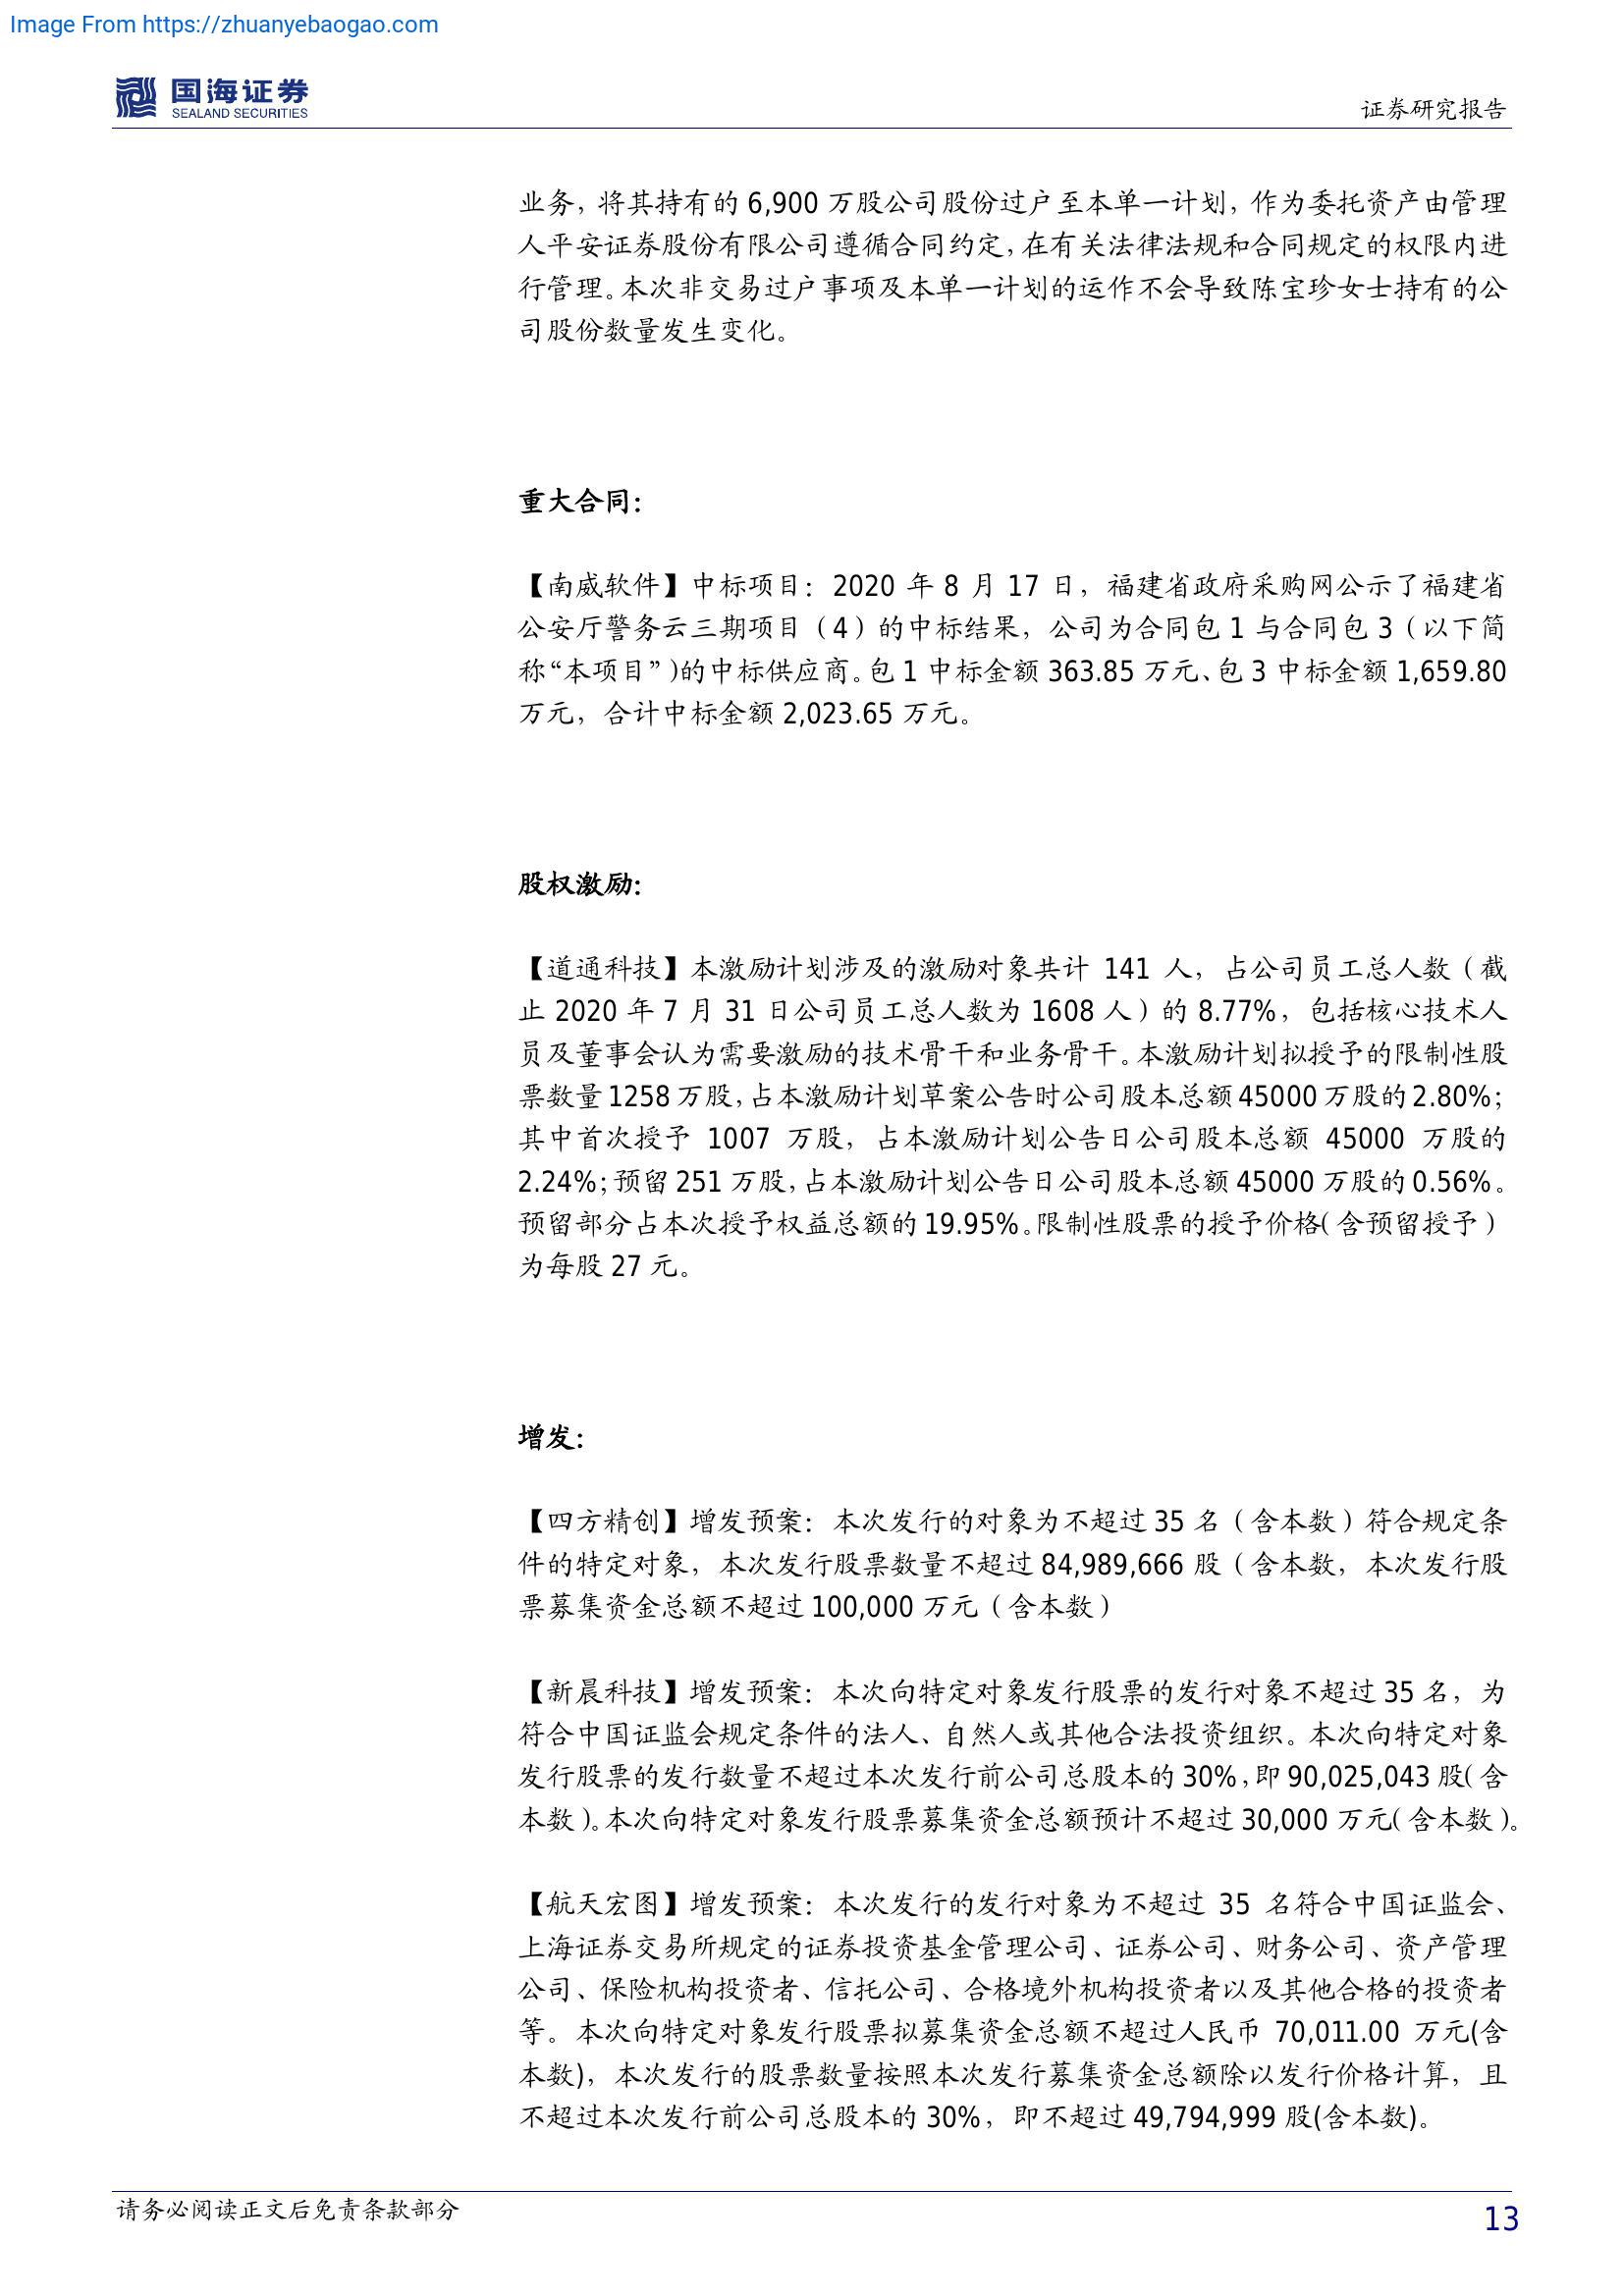 Image From https://zhuanyebaogao.com
国海证券
SEALAND SECURITIES
证券研究报告
业务，将其持有的 6,900 万股公司股份过户至本单一计划，作为委托资产由管理
人平安证券股份有限公司遵循合同约定，在有关法律法规和合同规定的权限内进
行管理。本次非交易过户事项及本单一计划的运作不会导致陈宝珍女士持有的公
司股份数量发生变化。
重大合同：
【南威软件】中标项目：2020 年 8 月 17 日，福建省政府采购网公示了福建省
公安厅警务云三期项目（4）的中标结果，公司为合同包 1 与合同包 3（以下简
称“本项目”）的中标供应商。包 1 中标金额 363.85 万元、包 3 中标金额 1,659.80
万元，合计中标金额 2,023.65 万元。
股权激励：
【道通科技】本激励计划涉及的激励对象共计 141 人，占公司员工总人数（截
止 2020 年 7 月 31 日公司员工总人数为 1608 人）的 8.77%，包括核心技术人
员及董事会认为需要激励的技术骨干和业务骨干。本激励计划拟授予的限制性股
票数量 1258 万股，占本激励计划草案公告时公司股本总额 45000 万股的 2.80%；
其中首次授予 1007 万股，占本激励计划公告日公司股本总额 45000 万股的
2.24%；预留 251 万股，占本激励计划公告日公司股本总额 45000 万股的 0.56%。
预留部分占本次授予权益总额的 19.95%。限制性股票的授予价格（含预留授予）
为每股 27 元。
增发：
【四方精创】增发预案：本次发行的对象为不超过 35 名（含本数）符合规定条
件的特定对象，本次发行股票数量不超过 84,989,666 股（含本数，本次发行股
票募集资金总额不超过 100,000 万元（含本数）
【新晨科技】增发预案：本次向特定对象发行股票的发行对象不超过 35 名，为
符合中国证监会规定条件的法人、自然人或其他合法投资组织。本次向特定对象
发行股票的发行数量不超过本次发行前公司总股本的 30%，即 90,025,043 股（含
本数）。本次向特定对象发行股票募集资金总额预计不超过 30,000 万元（含本数）。
【航天宏图】增发预案：本次发行的发行对象为不超过 35 名符合中国证监会、
上海证券交易所规定的证券投资基金管理公司、证券公司、财务公司、资产管理
公司、保险机构投资者、信托公司、合格境外机构投资者以及其他合格的投资者
等。本次向特定对象发行股票拟募集资金总额不超过人民币 70,011.00 万元(含
本数)，本次发行的股票数量按照本次发行募集资金总额除以发行价格计算，且
不超过本次发行前公司总股本的 30%，即不超过 49,794,999 股(含本数)。
请务必阅读正文后免责条款部分
13